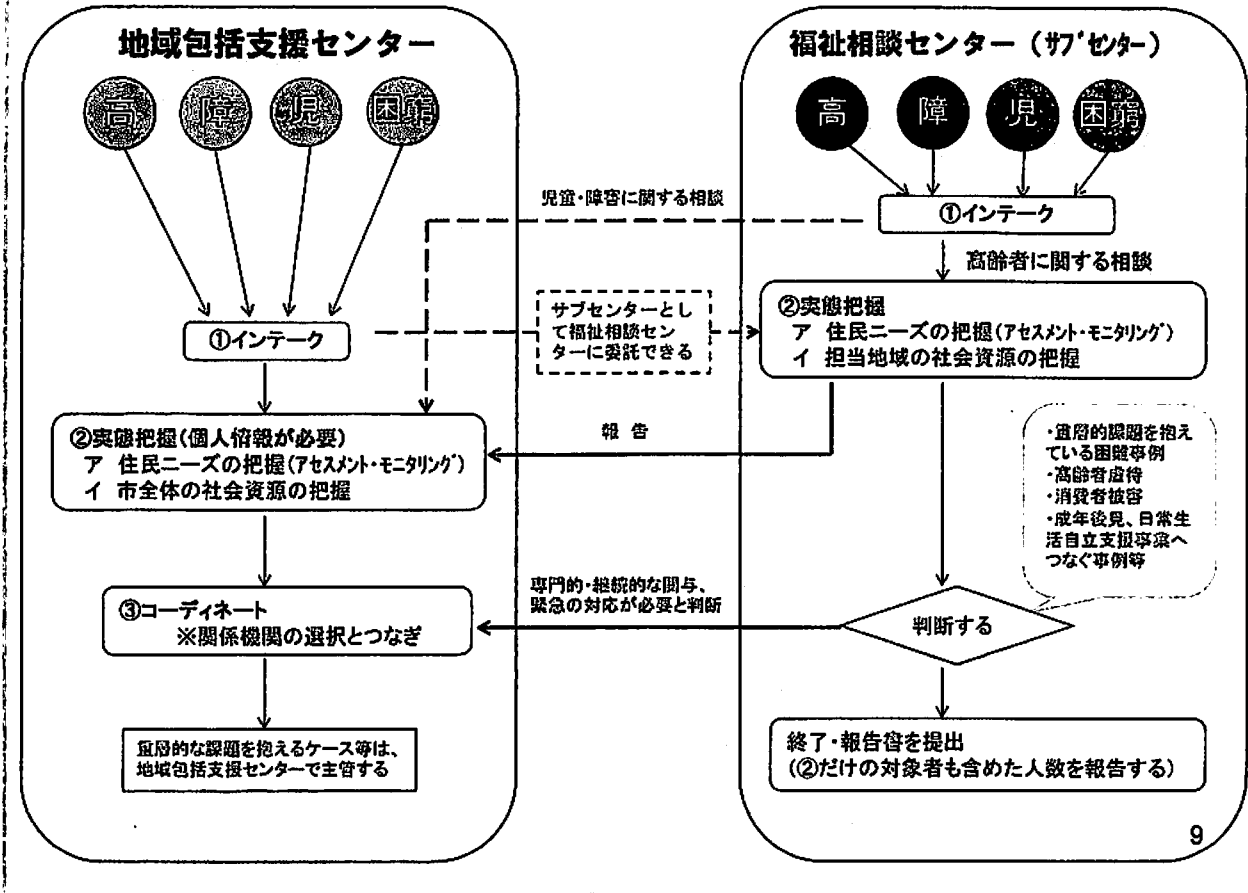 地域包括支援センター
高
障
児
困窮
①インテーク
②実態把握(個人情報が必要)
ア 住民ニーズの把握(アセスメント・モニタリング)
イ 市全体の社会資源の把握
③コーディネート
※関係機関の選択とつなぎ
重層的な課題を抱えるケース等は、
地域包括支援センターで主管する
児童・障害に関する相談
サブセンターとし
て福祉相談セン
ターに委託できる
報 告
専門的・継続的な関与、
緊急の対応が必要と判断
福祉相談センター(サブセンター)
高
障
児
困窮
①インテーク
高齢者に関する相談
②実態把握
ア 住民ニーズの把握(アセスメント・モニタリング)
イ 担当地域の社会資源の把握
・重層的課題を抱え
ている困難事例
・高齢者虐待
・消費者被害
・成年後見、日常生
活自立支援事業へ
つなぐ事例等
判断する
終了・報告書を提出
(②だけの対象者も含めた人数を報告する)
9